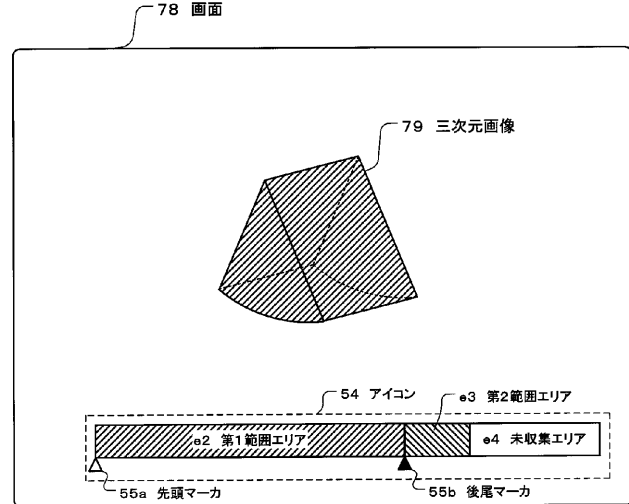 78 画面
79 三次元画像
54 アイコン
e3 第2範囲エリア
e2 第1範囲エリア
e4 未収集エリア
55a 先頭マーカ
55b 後尾マーカ